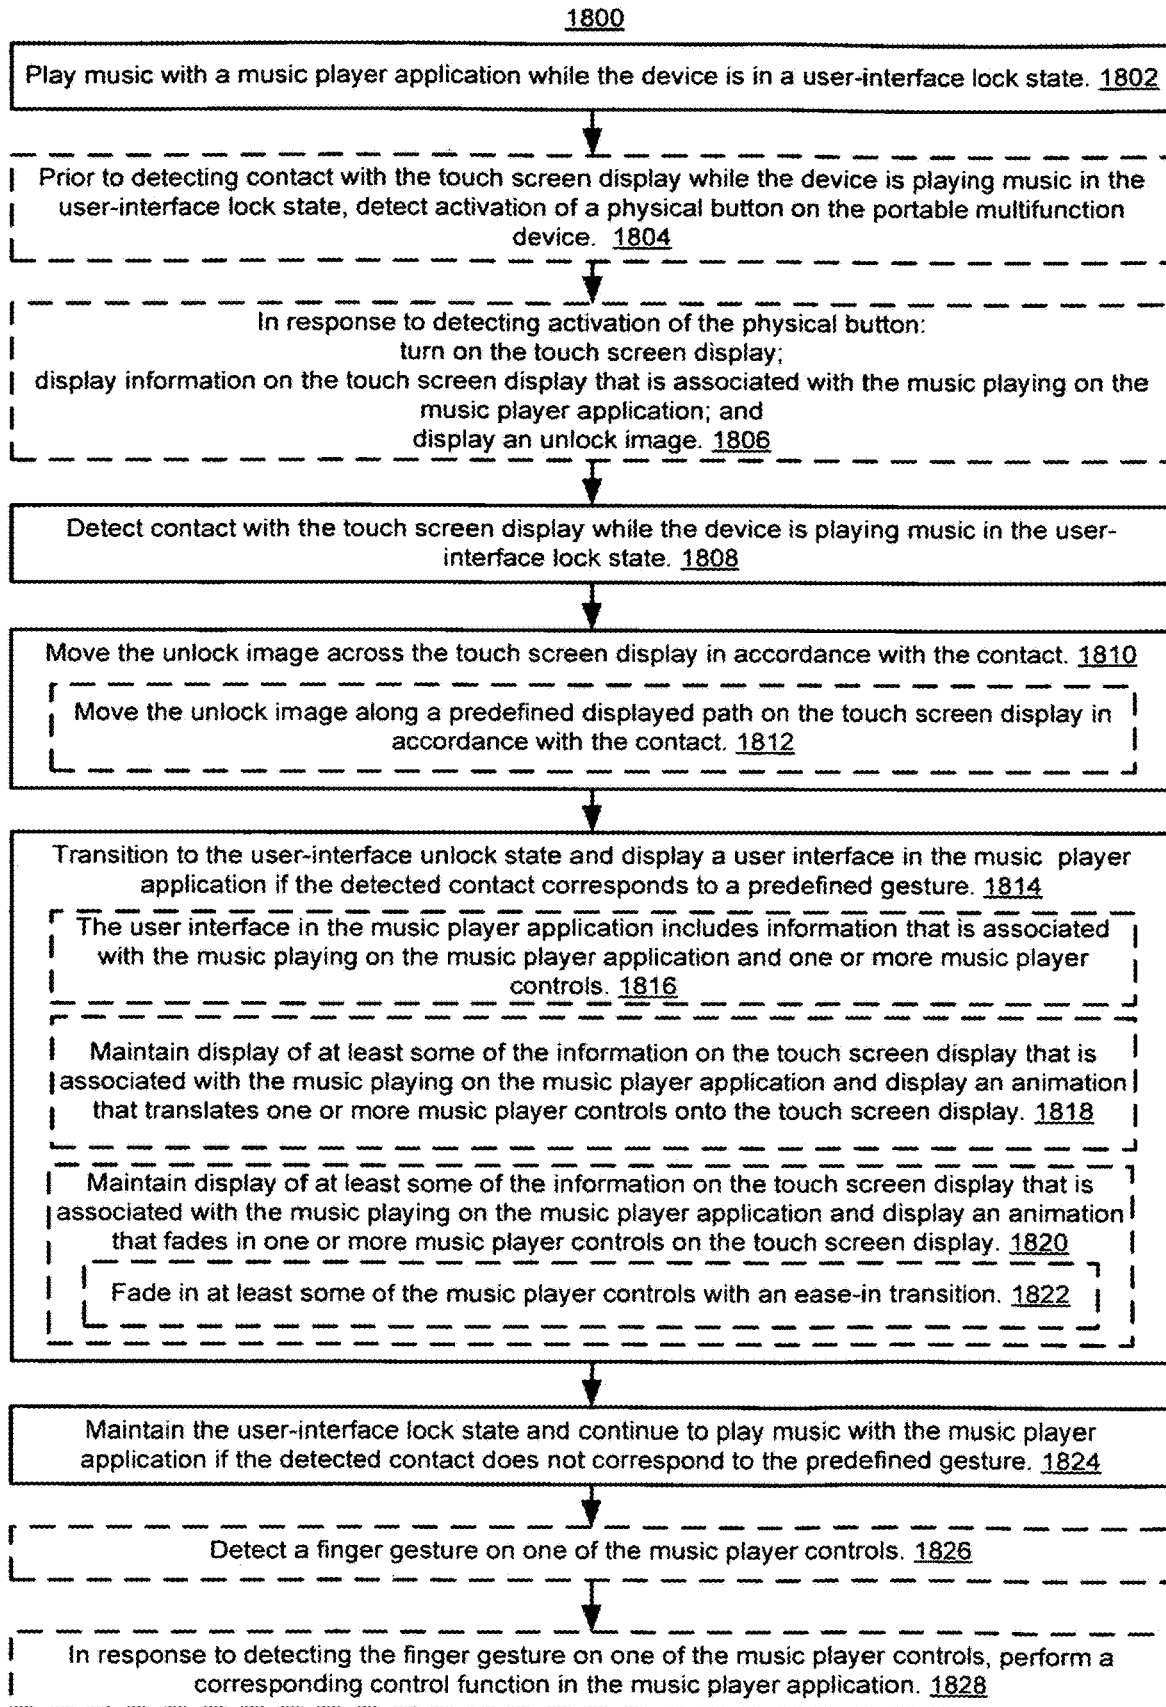 1800
Play music with a music player application while the device is in a user-interface lock state. 1802
Prior to detecting contact with the touch screen display while the device is playing music in the
user-interface lock state, detect activation of a physical button on the portable multifunction
device. 1804
In response to detecting activation of the physical button:
turn on the touch screen display;
display information on the touch screen display that is associated with the music playing on the
music player application; and
display an unlock image. 1806
Detect contact with the touch screen display while the device is playing music in the user-
interface lock state. 1808
Move the unlock image across the touch screen display in accordance with the contact. 1810
Move the unlock image along a predefined displayed path on the touch screen display in
accordance with the contact. 1812
Transition to the user-interface unlock state and display a user interface in the music player
application if the detected contact corresponds to a predefined gesture. 1814
The user interface in the music player application includes information that is associated
with the music playing on the music player application and one or more music player
controls. 1816
Maintain display of at least some of the information on the touch screen display that is
associated with the music playing on the music player application and display an animation
that translates one or more music player controls onto the touch screen display. 1818
Maintain display of at least some of the information on the touch screen display that is
associated with the music playing on the music player application and display an animation
that fades in one or more music player controls on the touch screen display. 1820
Fade in at least some of the music player controls with an ease-in transition. 1822
Maintain the user-interface lock state and continue to play music with the music player
application if the detected contact does not correspond to the predefined gesture. 1824
Detect a finger gesture on one of the music player controls. 1826
In response to detecting the finger gesture on one of the music player controls, perform a
corresponding control function in the music player application. 1828